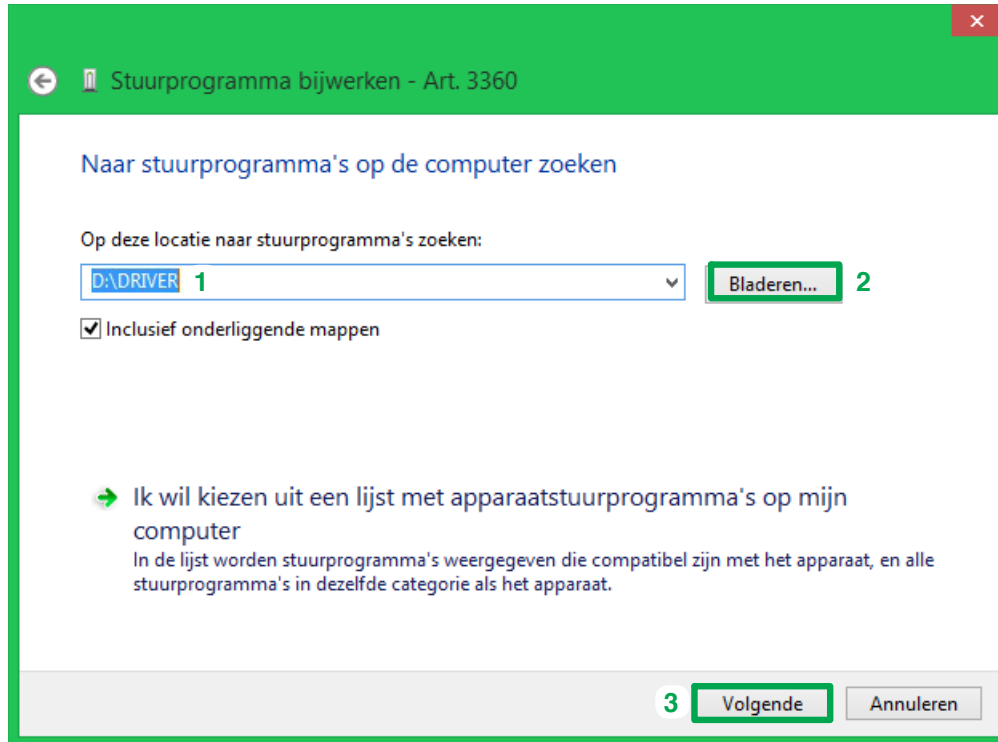 Stuurprogramma bijwerken - Art. 3360
Naar stuurprogramma's op de computer zoeken
Op deze locatie naar stuurprogramma's zoeken:
D:\DRIVER 1
Bladeren... 2
Inclusief onderliggende mappen
Ik wil kiezen uit een lijst met apparaatstuurprogramma's op mijn
computer
In de lijst worden stuurprogramma's weergegeven die compatibel zijn met het apparaat, en alle
stuurprogramma's in dezelfde categorie als het apparaat.
3 Volgende Annuleren